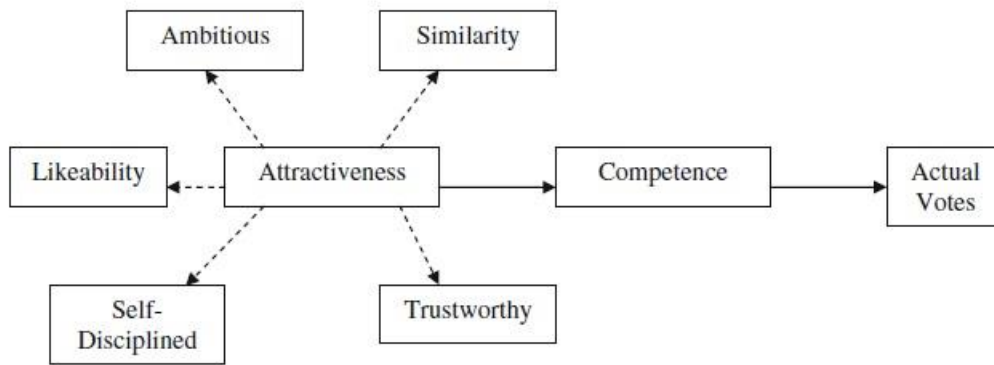 Ambitious
Similarity
Likeability
Attractiveness
Competence
Actual
Votes
Self-
Disciplined
Trustworthy